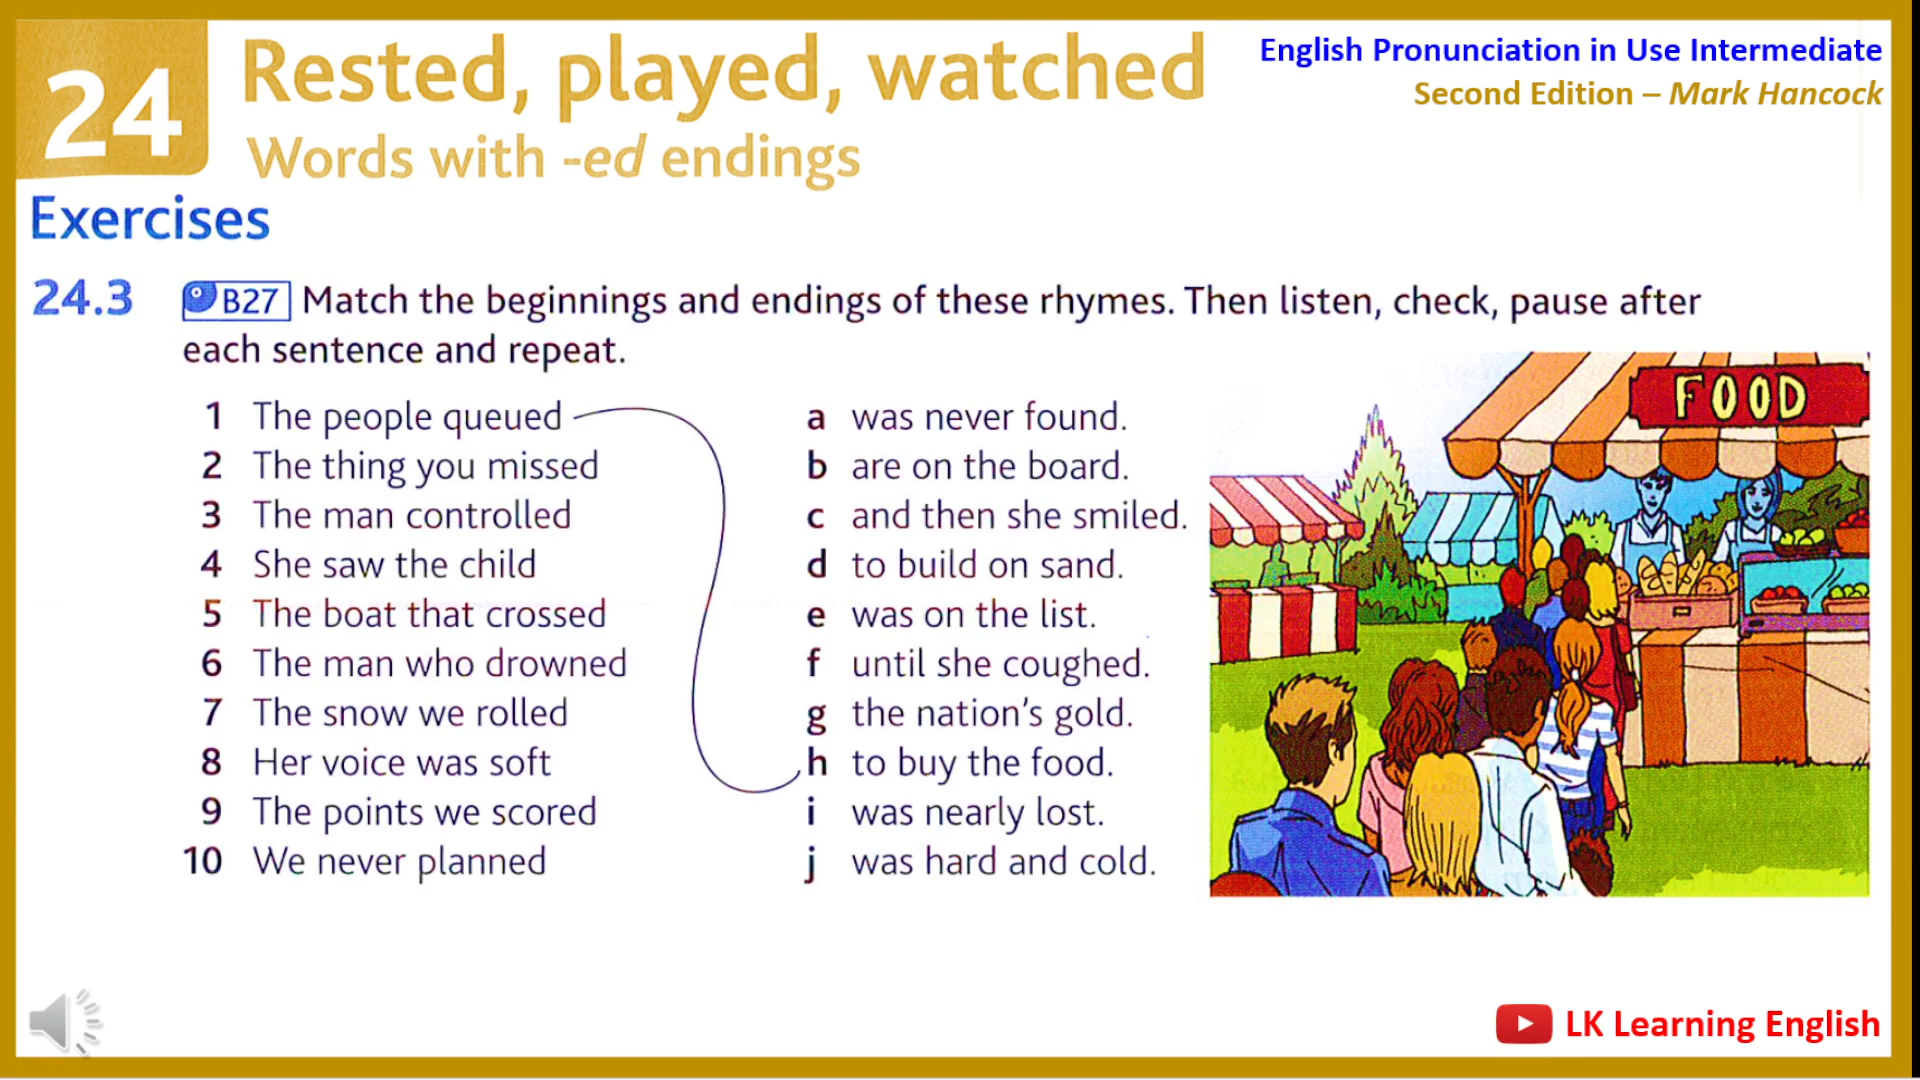 24
Rested, played, watched
Words with -ed endings
English Pronunciation in Use Intermediate
Second Edition – Mark Hancock
Exercises
24.3 B27 Match the beginnings and endings of these rhymes. Then listen, check, pause after
each sentence and repeat.
1 The people queued
2 The thing you missed
3 The man controlled
4 She saw the child
5 The boat that crossed
6 The man who drowned
7 The snow we rolled
8 Her voice was soft
9 The points we scored
10 We never planned
a was never found.
b are on the board.
c and then she smiled.
d to build on sand.
e was on the list.
f until she coughed.
g the nation's gold.
h to buy the food.
i was nearly lost.
j was hard and cold.
FOOD
LK Learning English